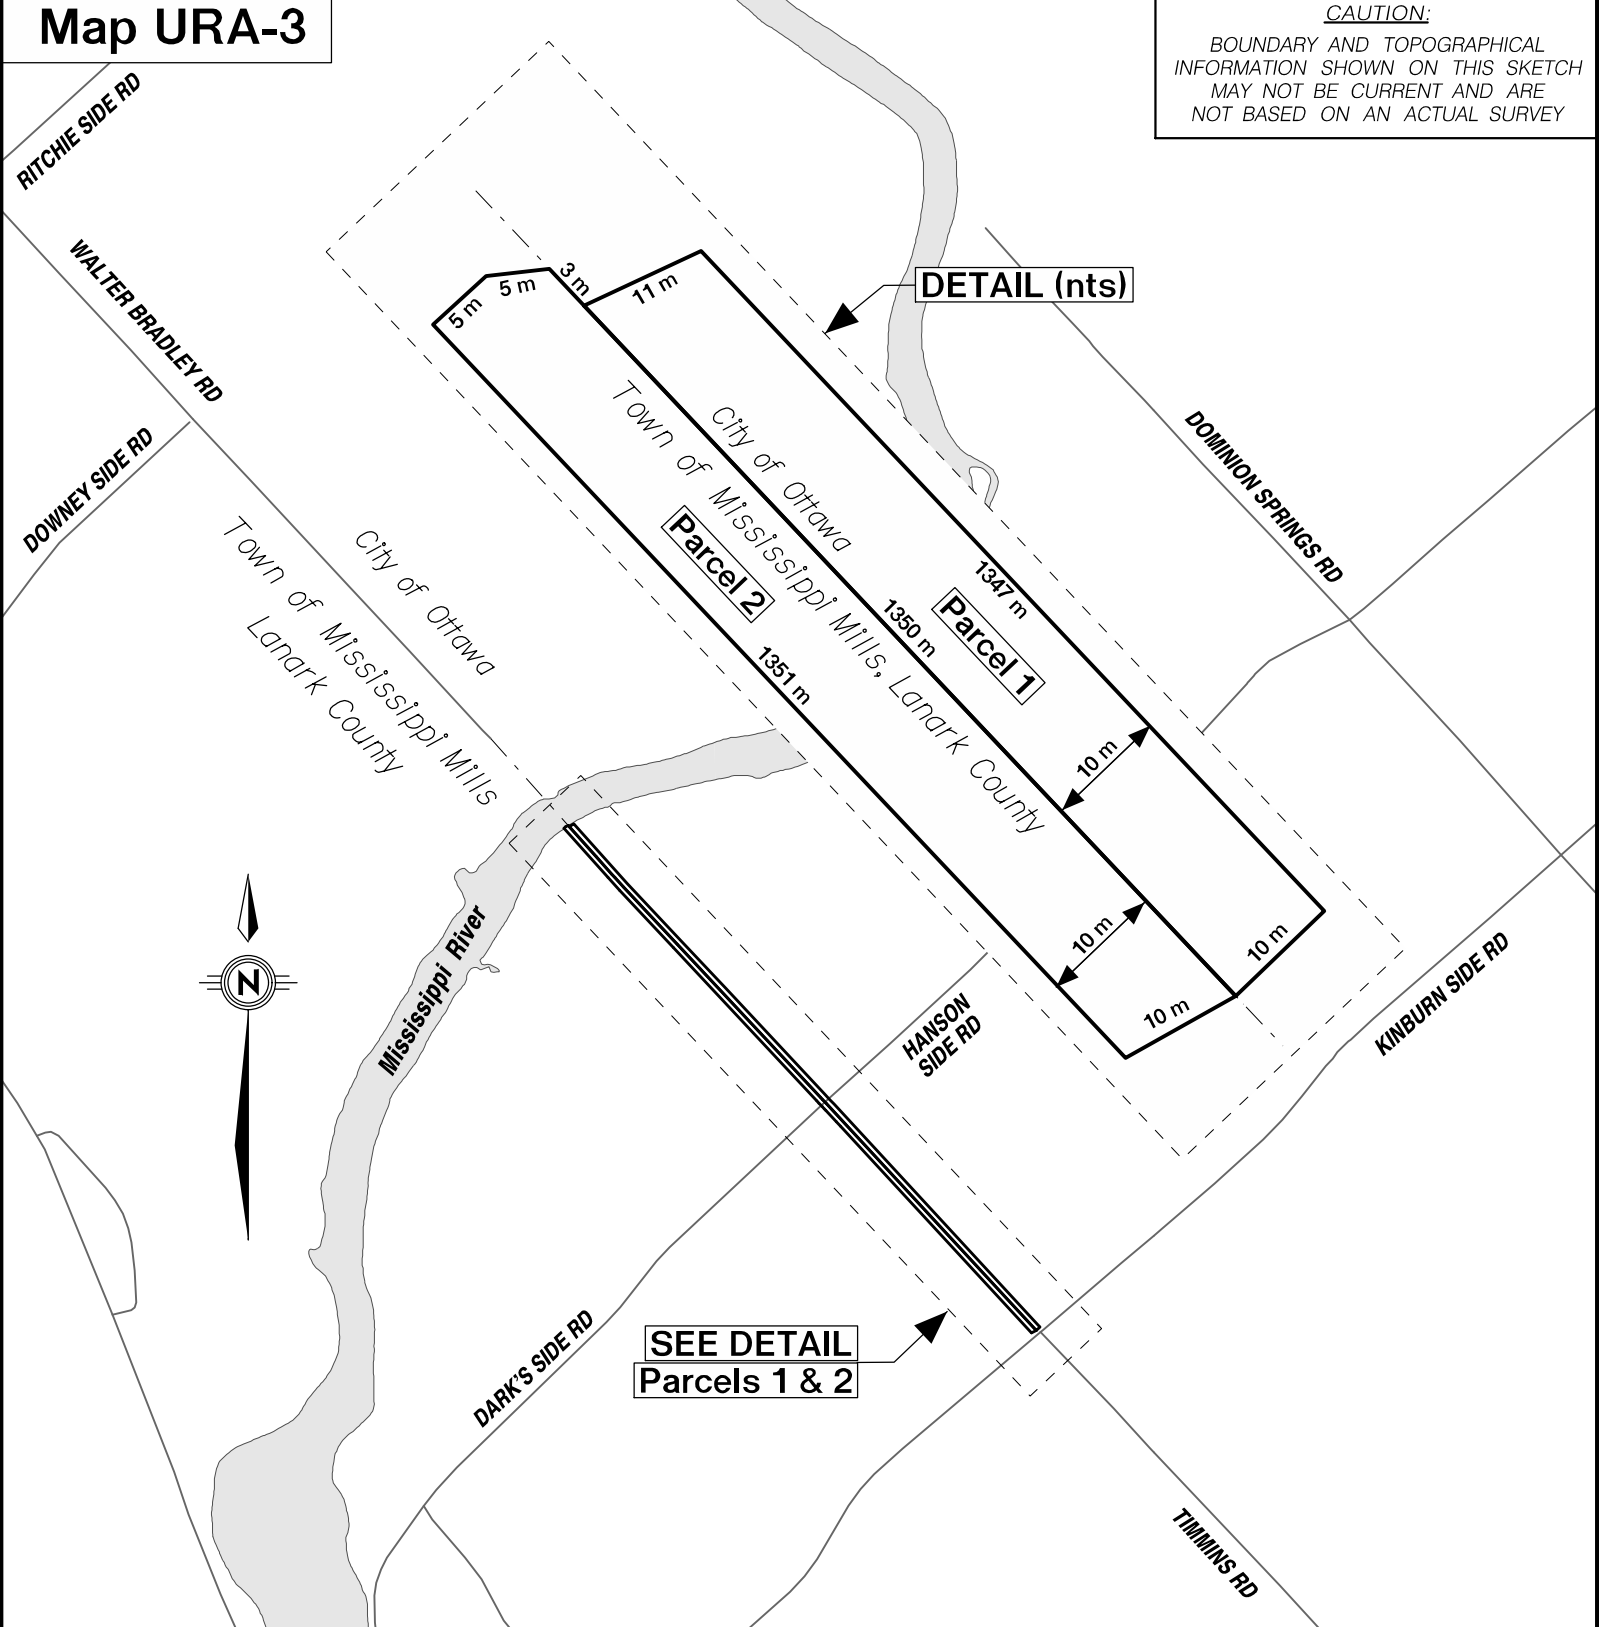 Map URA-3
CAUTION:
BOUNDARY AND TOPOGRAPHICAL
INFORMATION SHOWN ON THIS SKETCH
MAY NOT BE CURRENT AND ARE
NOT BASED ON AN ACTUAL SURVEY
RITCHIE SIDE RD
WALTER BRADLEY RD
DOWNEY SIDE RD
DETAIL (nts)
5 m
5 m
3 m
11 m
City of Ottawa
Town of Mississippi Mills, Lanark County
Parcel 2
Parcel 1
1347 m
1350 m
1351 m
10 m
10 m
10 m
10 m
DOMINION SPRINGS RD
City of Ottawa
Town of Mississippi Mills
Lanark County
N
Mississippi River
HANSON
SIDE RD
KINBURN SIDE RD
DARK'S SIDE RD
SEE DETAIL
Parcels 1 & 2
TIMMINS RD